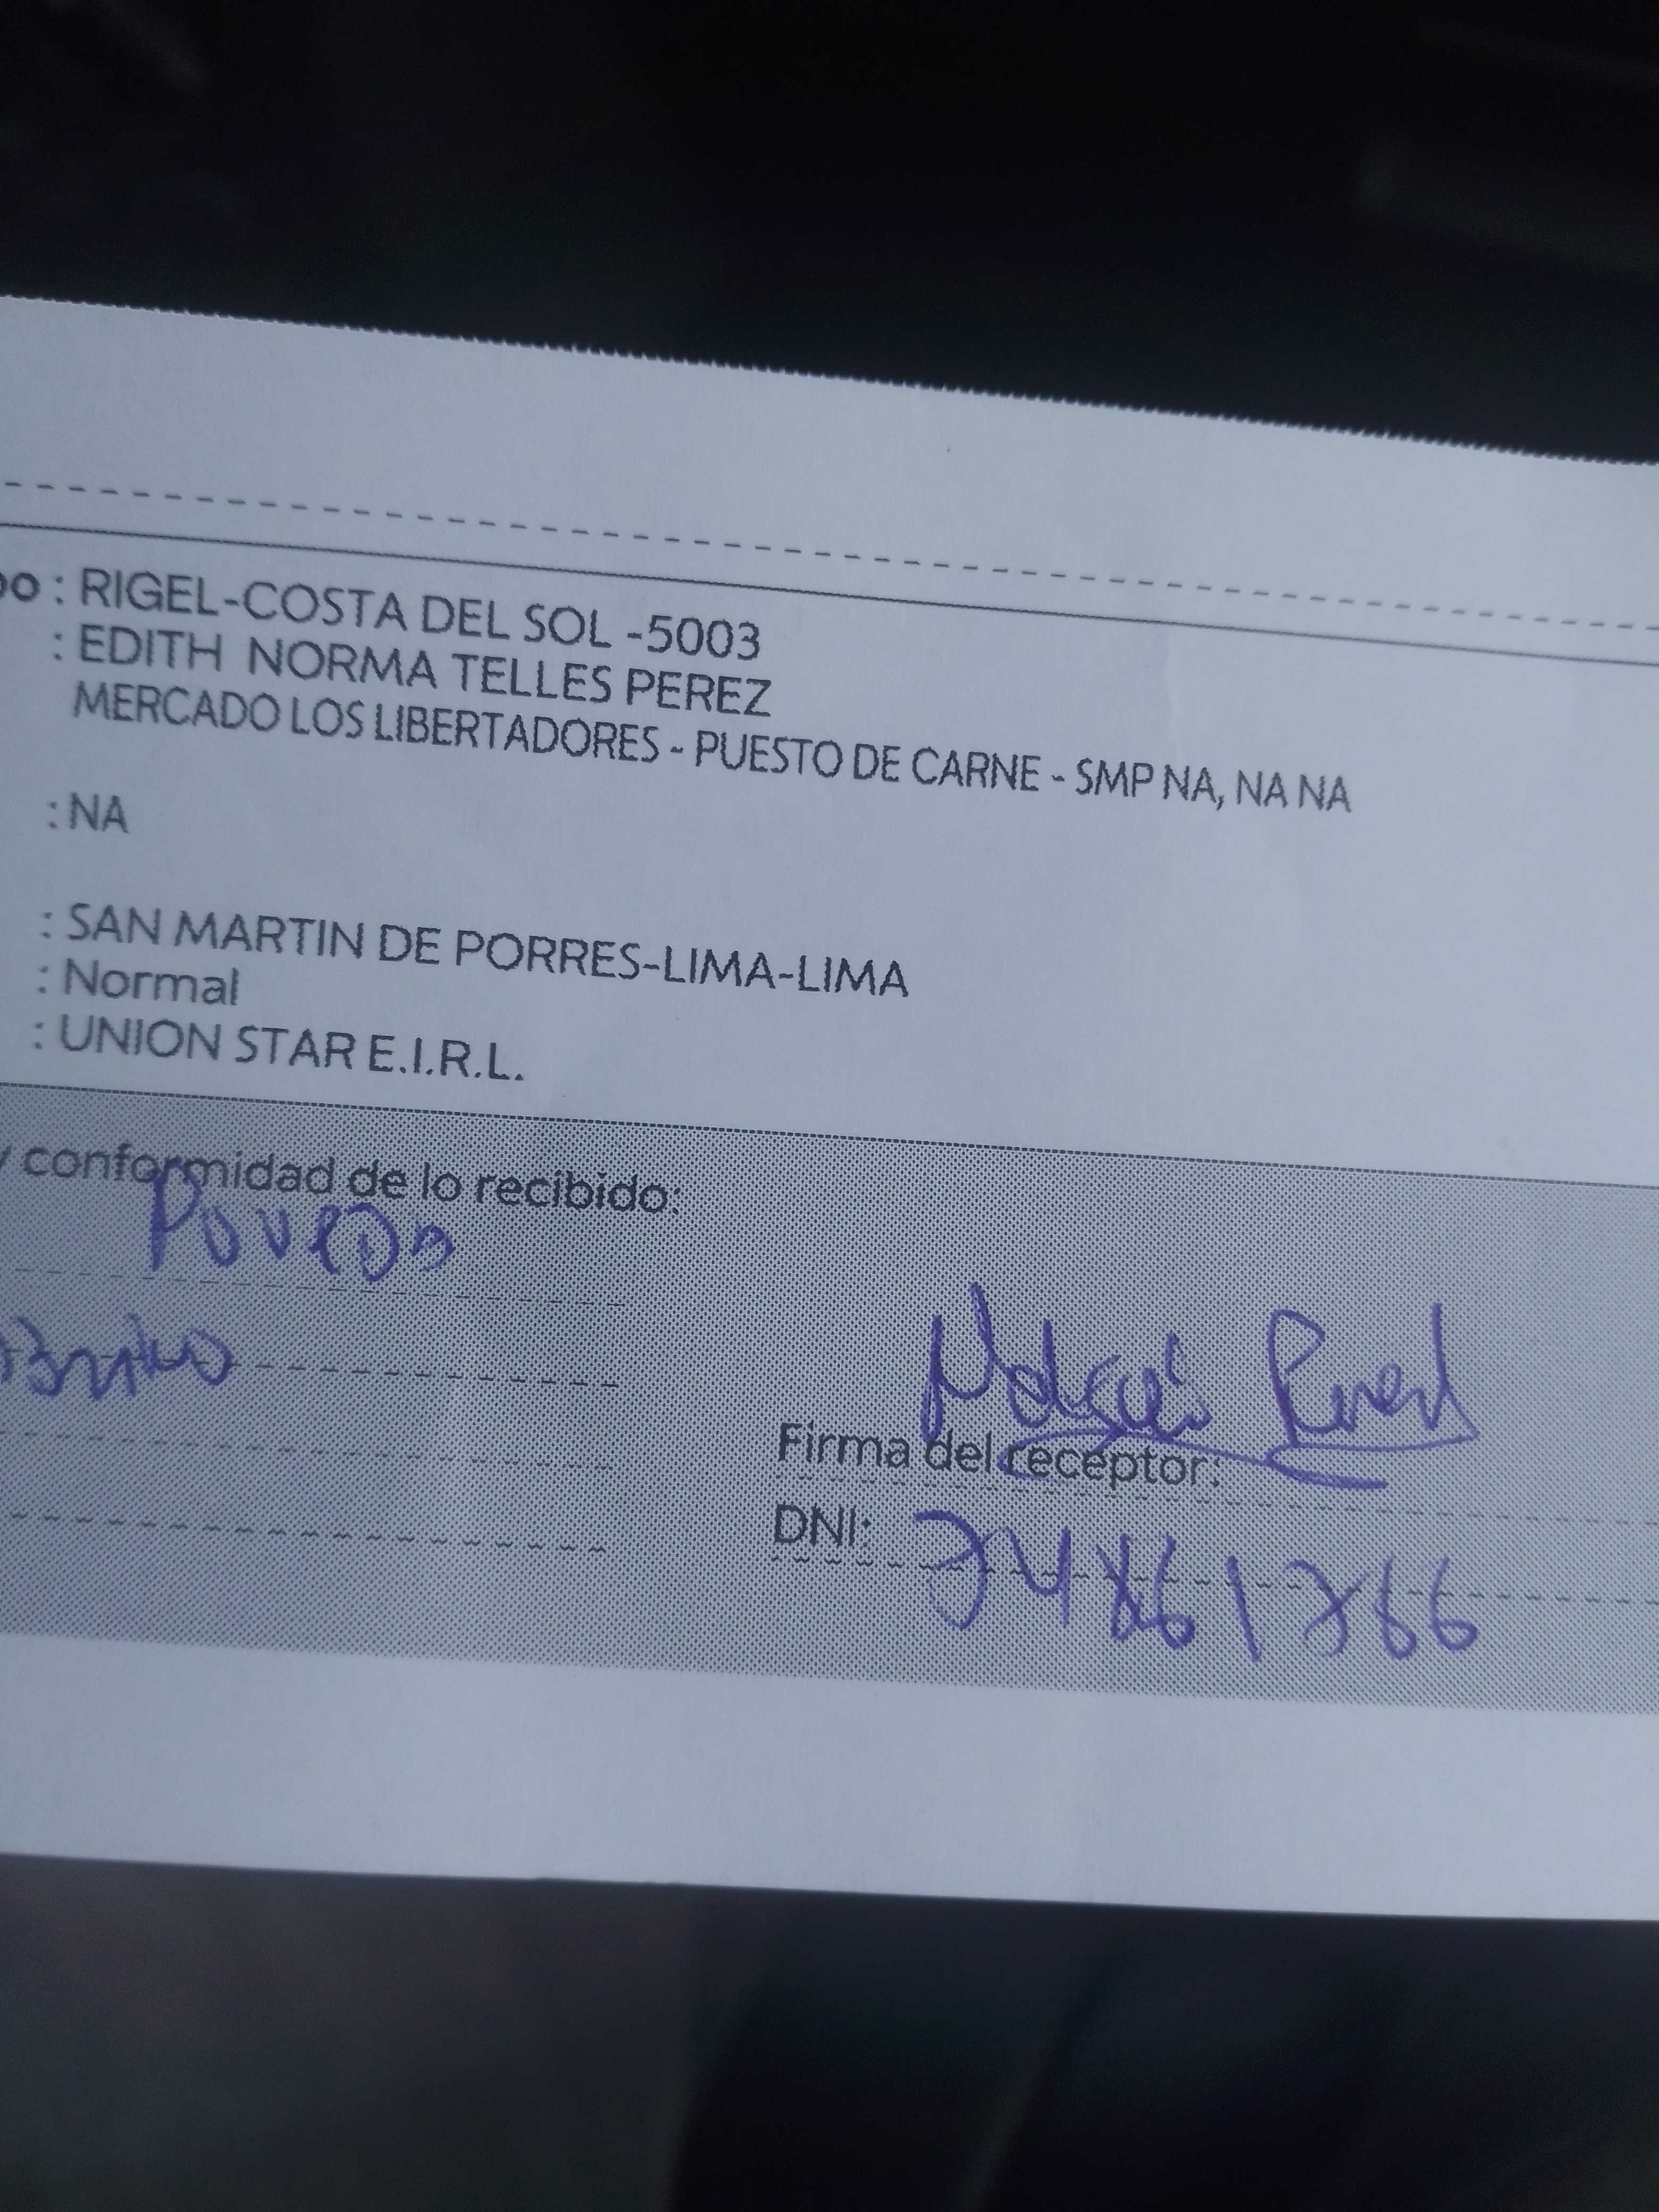 : RIGEL-COSTA DEL SOL -5003
: EDITH NORMA TELLES PEREZ
MERCADO LOS LIBERTADORES - PUESTO DE CARNE - SMP NA, NA NA
: NA
: SAN MARTIN DE PORRES-LIMA-LIMA
: Normal
: UNION STAR E.I.R.L.
y conformidad de lo recibido:
Poveda
Firma del receptor:
DNI: